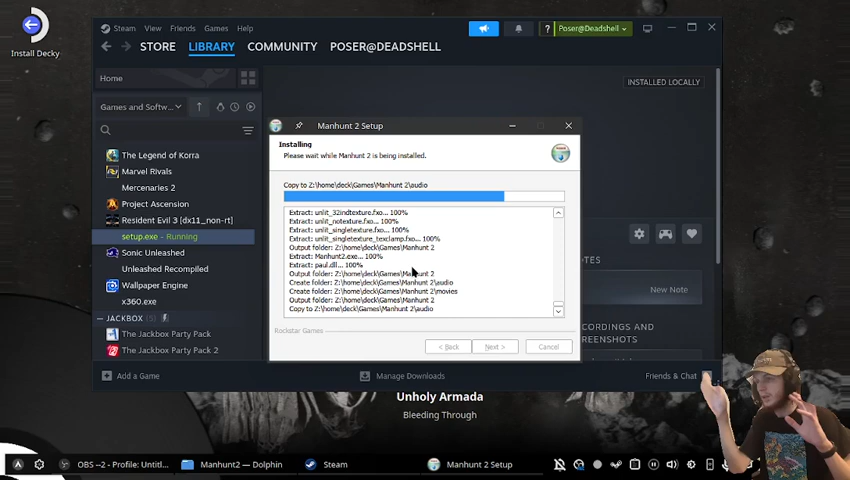 Install Decky
Steam View Friends Games Help
? Poser@Deadshell
STORE LIBRARY COMMUNITY POSER@DEADSHELL
Home
INSTALLED LOCALLY
Games and Softw...
The Legend of Korra
Marvel Rivals
Mercenaries 2
Project Ascension
Resident Evil 3 [dx11_non-rt]
setup.exe - Running
Sonic Unleashed
Unleashed Recompiled
Wallpaper Engine
x360.exe
JACKBOX (5)
The Jackbox Party Pack
The Jackbox Party Pack 2
Manhunt 2 Setup
Installing
Please wait while Manhunt 2 is being installed.
Copy to Z:\home\deck\Games\Manhunt 2\audio
Extract: unlit_32indtexture.fxo... 100%
Extract: unlit_notexture.fxo... 100%
Extract: unlit_singletexture.fxo... 100%
Extract: unlit_singletexture_texclamp.fxo... 100%
Output folder: Z:\home\deck\Games\Manhunt 2
Extract: Manhunt2.exe... 100%
Extract: paul.dll... 100%
Output folder: Z:\home\deck\Games\Manhunt 2
Create folder: Z:\home\deck\Games\Manhunt 2\audio
Create folder: Z:\home\deck\Games\Manhunt 2\movies
Output folder: Z:\home\deck\Games\Manhunt 2
Copy to Z:\home\deck\Games\Manhunt 2\audio
Rockstar Games
< Back Next > Cancel
OTES
New Note
CORDINGS AND
REENSHOTS
Add a Game Manage Downloads Friends & Chat
Unholy Armada
Bleeding Through
OBS --2 - Profile: Untitl... Manhunt2 — Dolphin Steam Manhunt 2 Setup